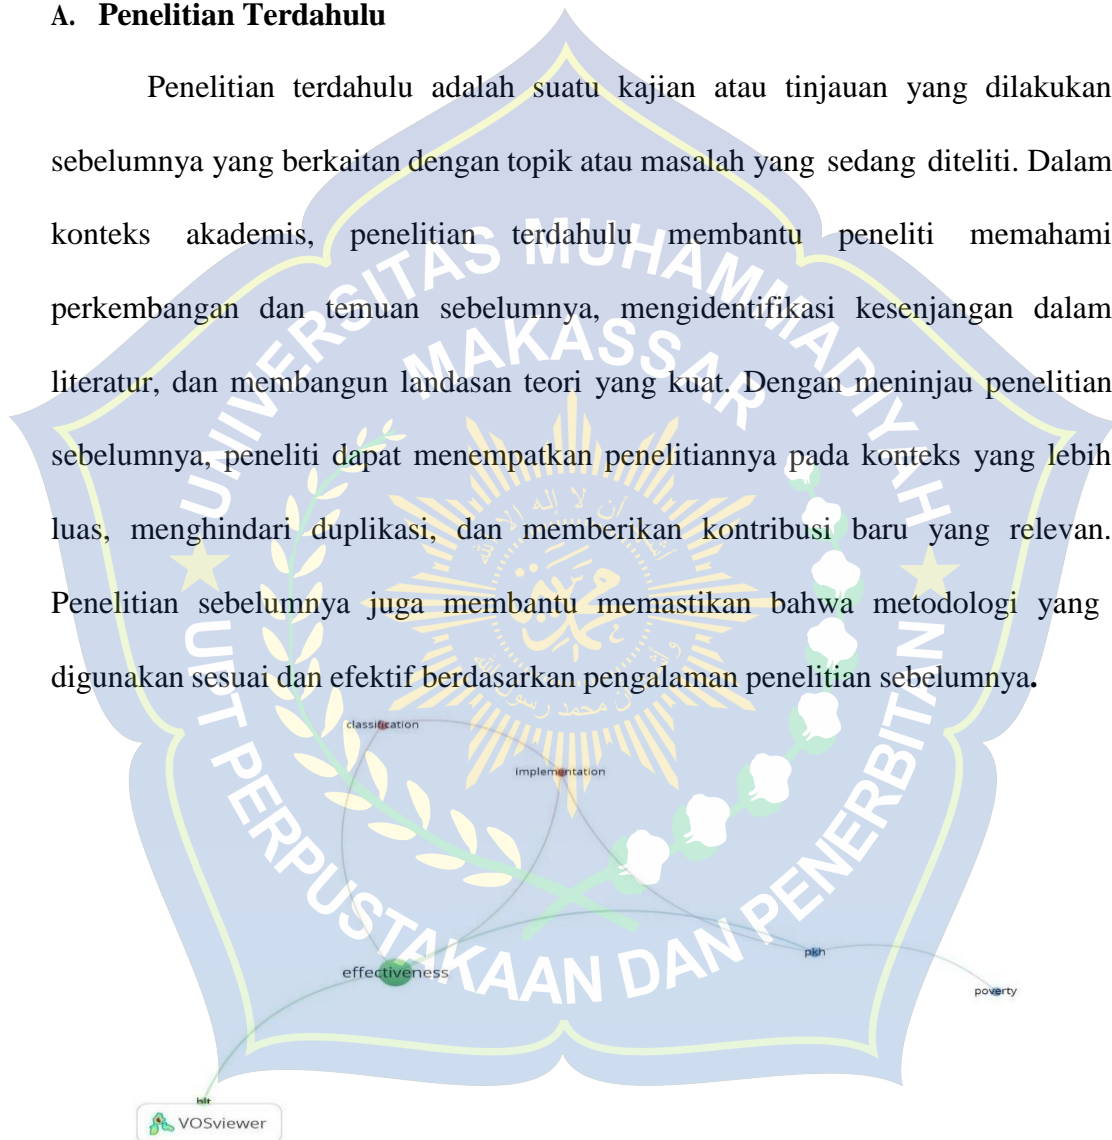 A. Penelitian Terdahulu
Penelitian terdahulu adalah suatu kajian atau tinjauan yang dilakukan
sebelumnya yang berkaitan dengan topik atau masalah yang sedang diteliti. Dalam
konteks akademis, penelitian terdahulu membantu peneliti memahami
perkembangan dan temuan sebelumnya, mengidentifikasi kesenjangan dalam
literatur, dan membangun landasan teori yang kuat. Dengan meninjau penelitian
sebelumnya, peneliti dapat menempatkan penelitiannya pada konteks yang lebih
luas, menghindari duplikasi, dan memberikan kontribusi baru yang relevan.
Penelitian sebelumnya juga membantu memastikan bahwa metodologi yang
digunakan sesuai dan efektif berdasarkan pengalaman penelitian sebelumnya.
UNIVERSITAS MUHAMMADIYAH
MAKASSAR
UPT PERPUSTAKAAN DAN PENERBITAN
classification
implementation
pkh
effectiveness
poverty
blt
VOSviewer